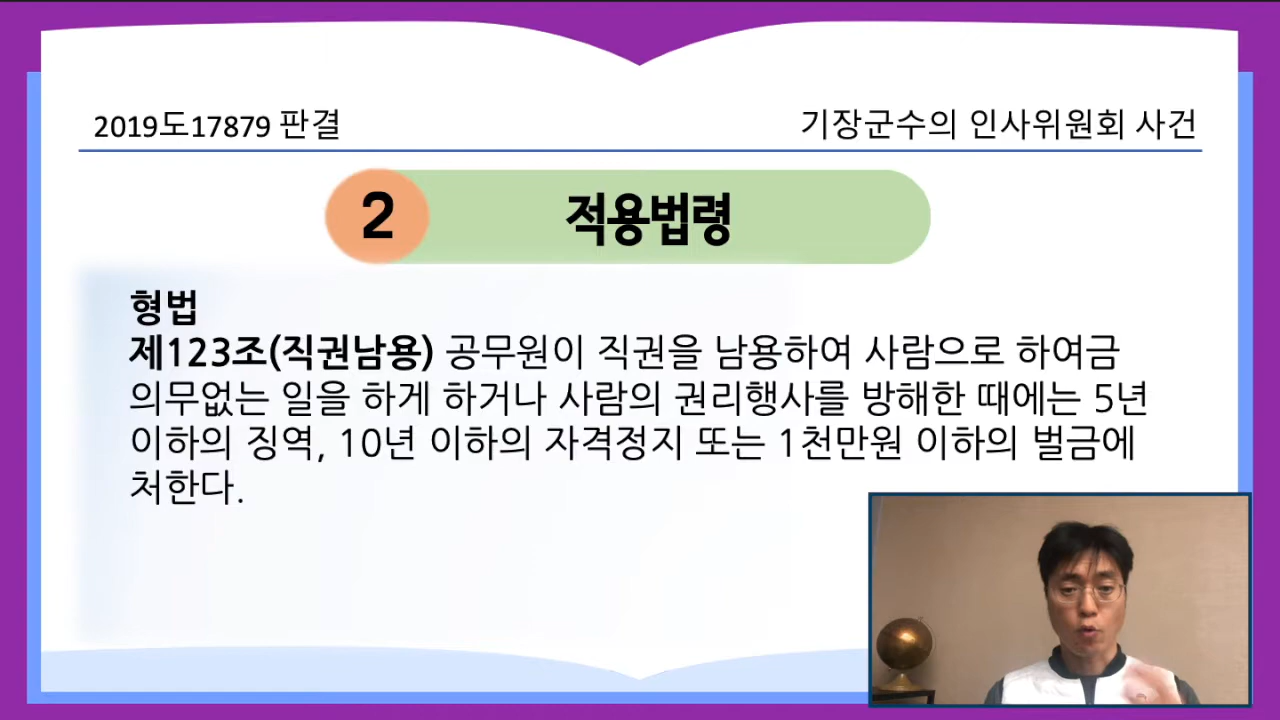 2019도17879 판결
기장군수의 인사위원회 사건
2
적용법령
형법
제123조(직권남용) 공무원이 직권을 남용하여 사람으로 하여금
의무없는 일을 하게 하거나 사람의 권리행사를 방해한 때에는 5년
이하의 징역, 10년 이하의 자격정지 또는 1천만원 이하의 벌금에
처한다.